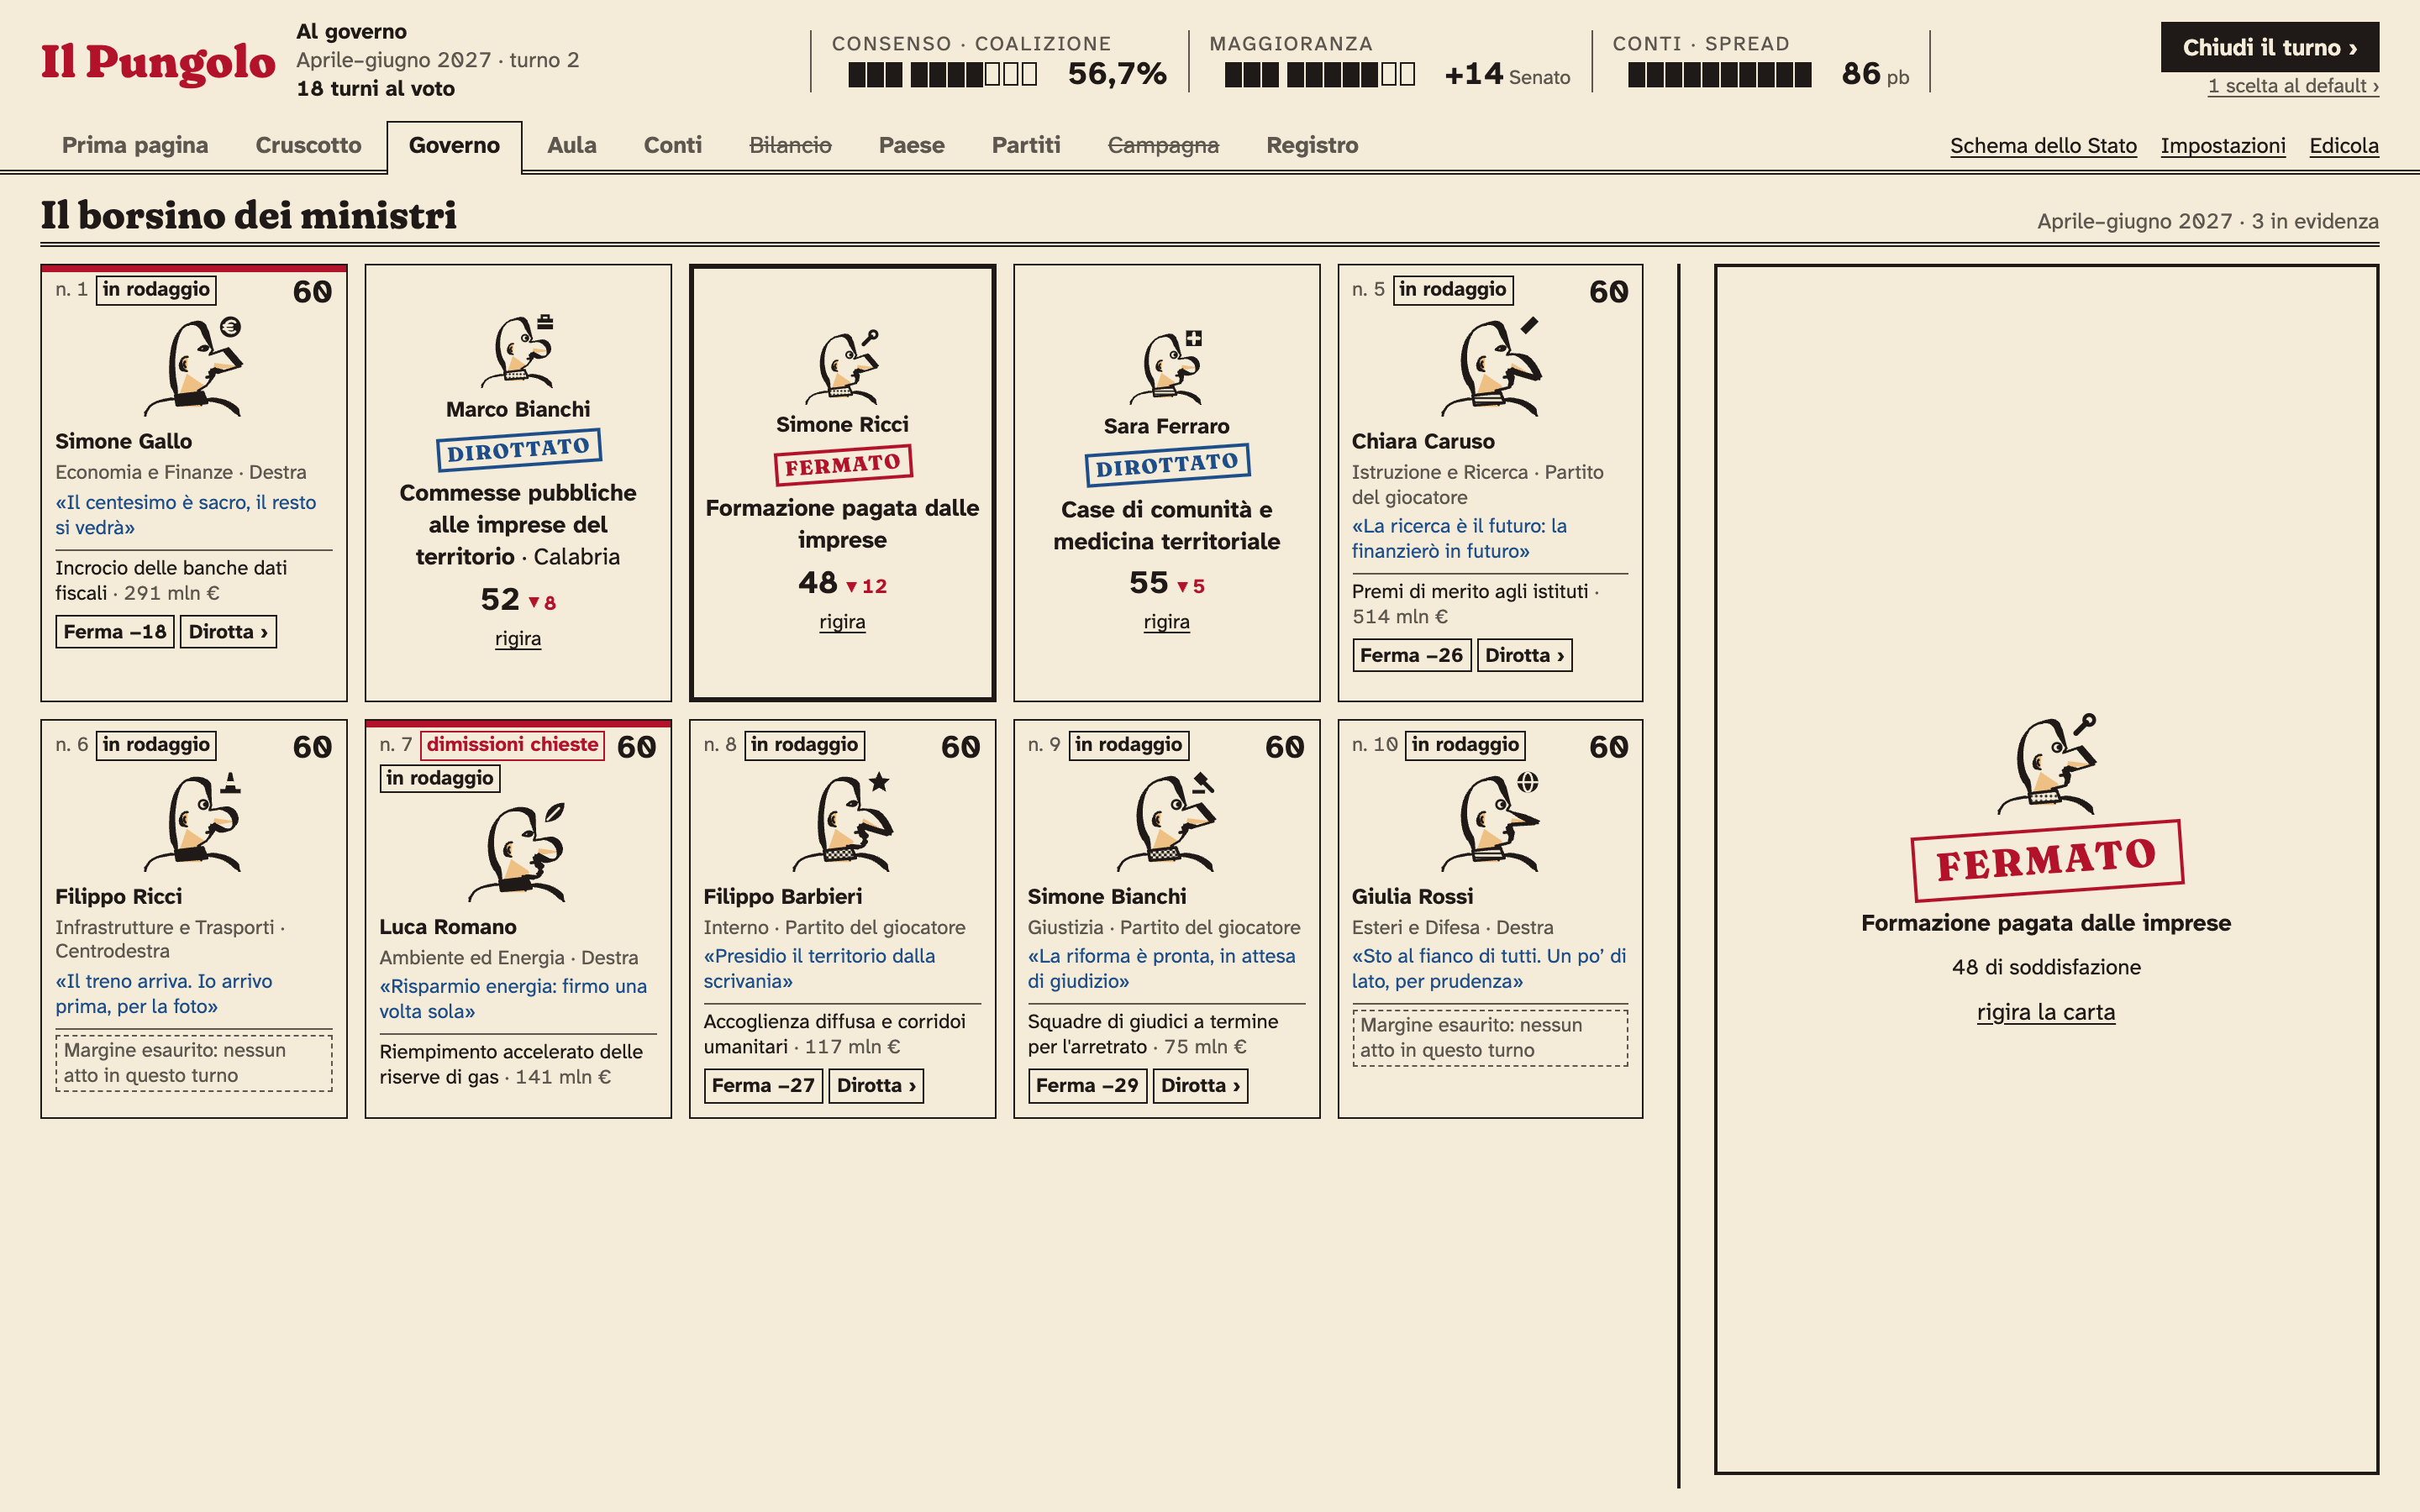 Il Pungolo
Al governo
Aprile–giugno 2027 · turno 2
18 turni al voto
CONSENSO · COALIZIONE
56,7%
MAGGIORANZA
+14 Senato
CONTI · SPREAD
86 pb
Chiudi il turno ›
1 scelta al default ›
Prima pagina
Cruscotto
Governo
Aula
Conti
Bilancio
Paese
Partiti
Campagna
Registro
Schema dello Stato
Impostazioni
Edicola
Il borsino dei ministri
Aprile–giugno 2027 · 3 in evidenza
n. 1 in rodaggio 60
Simone Gallo
Economia e Finanze · Destra
«Il centesimo è sacro, il resto
si vedrà»
Incrocio delle banche dati
fiscali · 291 mln €
Ferma –18 Dirotta ›
Marco Bianchi
DIROTTATO
Commesse pubbliche
alle imprese del
territorio · Calabria
52 ▼8
rigira
Simone Ricci
FERMATO
Formazione pagata dalle
imprese
48 ▼12
rigira
Sara Ferraro
DIROTTATO
Case di comunità e
medicina territoriale
55 ▼5
rigira
n. 5 in rodaggio 60
Chiara Caruso
Istruzione e Ricerca · Partito
del giocatore
«La ricerca è il futuro: la
finanzierò in futuro»
Premi di merito agli istituti ·
514 mln €
Ferma –26 Dirotta ›
n. 6 in rodaggio 60
Filippo Ricci
Infrastrutture e Trasporti ·
Centrodestra
«Il treno arriva. Io arrivo
prima, per la foto»
Margine esaurito: nessun
atto in questo turno
n. 7 dimissioni chieste 60
in rodaggio
Luca Romano
Ambiente ed Energia · Destra
«Risparmio energia: firmo una
volta sola»
Riempimento accelerato delle
riserve di gas · 141 mln €
n. 8 in rodaggio 60
Filippo Barbieri
Interno · Partito del giocatore
«Presidio il territorio dalla
scrivania»
Accoglienza diffusa e corridoi
umanitari · 117 mln €
Ferma –27 Dirotta ›
n. 9 in rodaggio 60
Simone Bianchi
Giustizia · Partito del giocatore
«La riforma è pronta, in attesa
di giudizio»
Squadre di giudici a termine
per l'arretrato · 75 mln €
Ferma –29 Dirotta ›
n. 10 in rodaggio 60
Giulia Rossi
Esteri e Difesa · Destra
«Sto al fianco di tutti. Un po’ di
lato, per prudenza»
Margine esaurito: nessun
atto in questo turno
FERMATO
Formazione pagata dalle imprese
48 di soddisfazione
rigira la carta